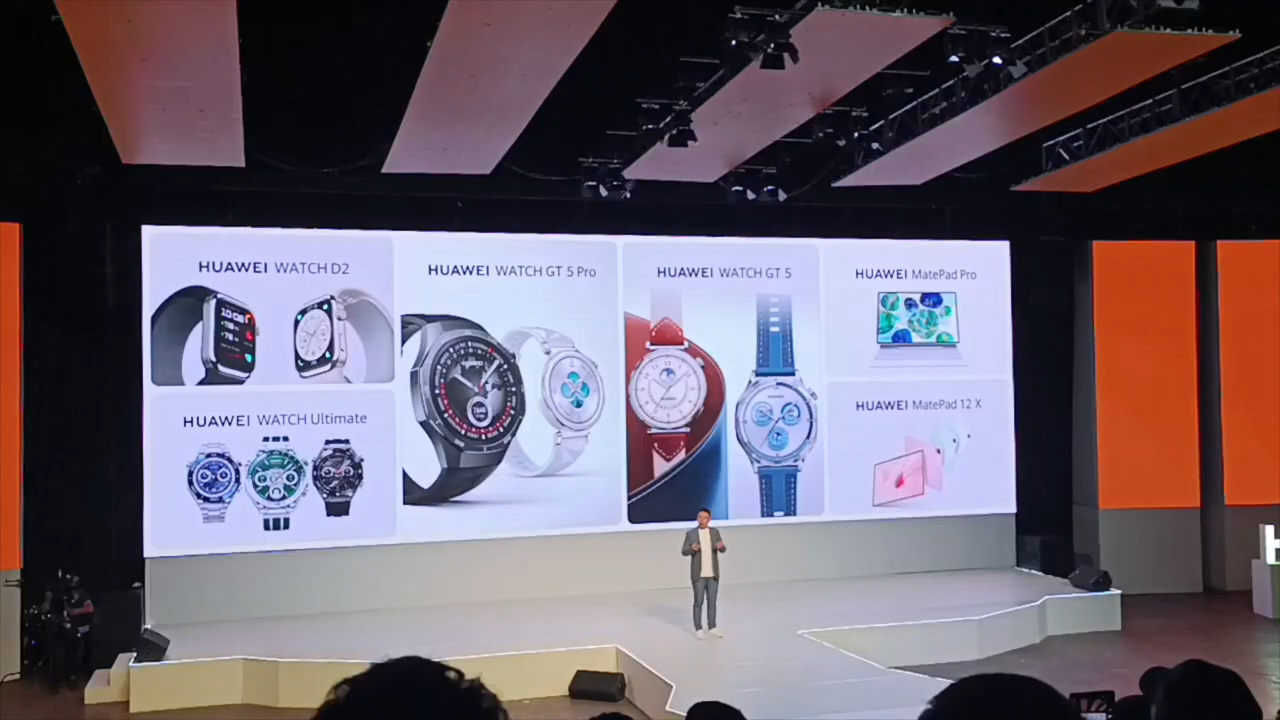 HUAWEI WATCH D2
HUAWEI WATCH GT 5 Pro
HUAWEI WATCH GT 5
HUAWEI MatePad Pro
HUAWEI WATCH Ultimate
HUAWEI MatePad 12 X